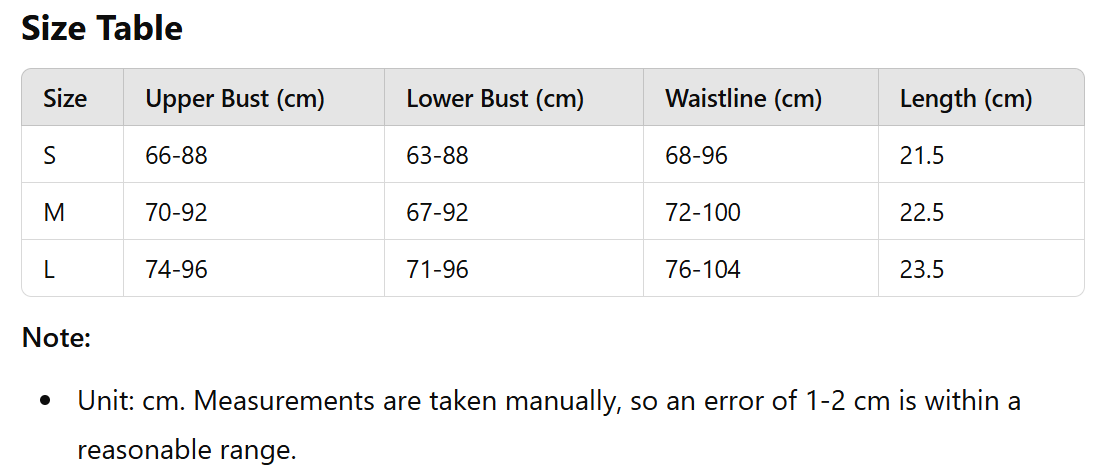 Size Table
Size Upper Bust (cm) Lower Bust (cm) Waistline (cm) Length (cm)
S 66-88 63-88 68-96 21.5
M 70-92 67-92 72-100 22.5
L 74-96 71-96 76-104 23.5
Note:
• Unit: cm. Measurements are taken manually, so an error of 1-2 cm is within a
reasonable range.